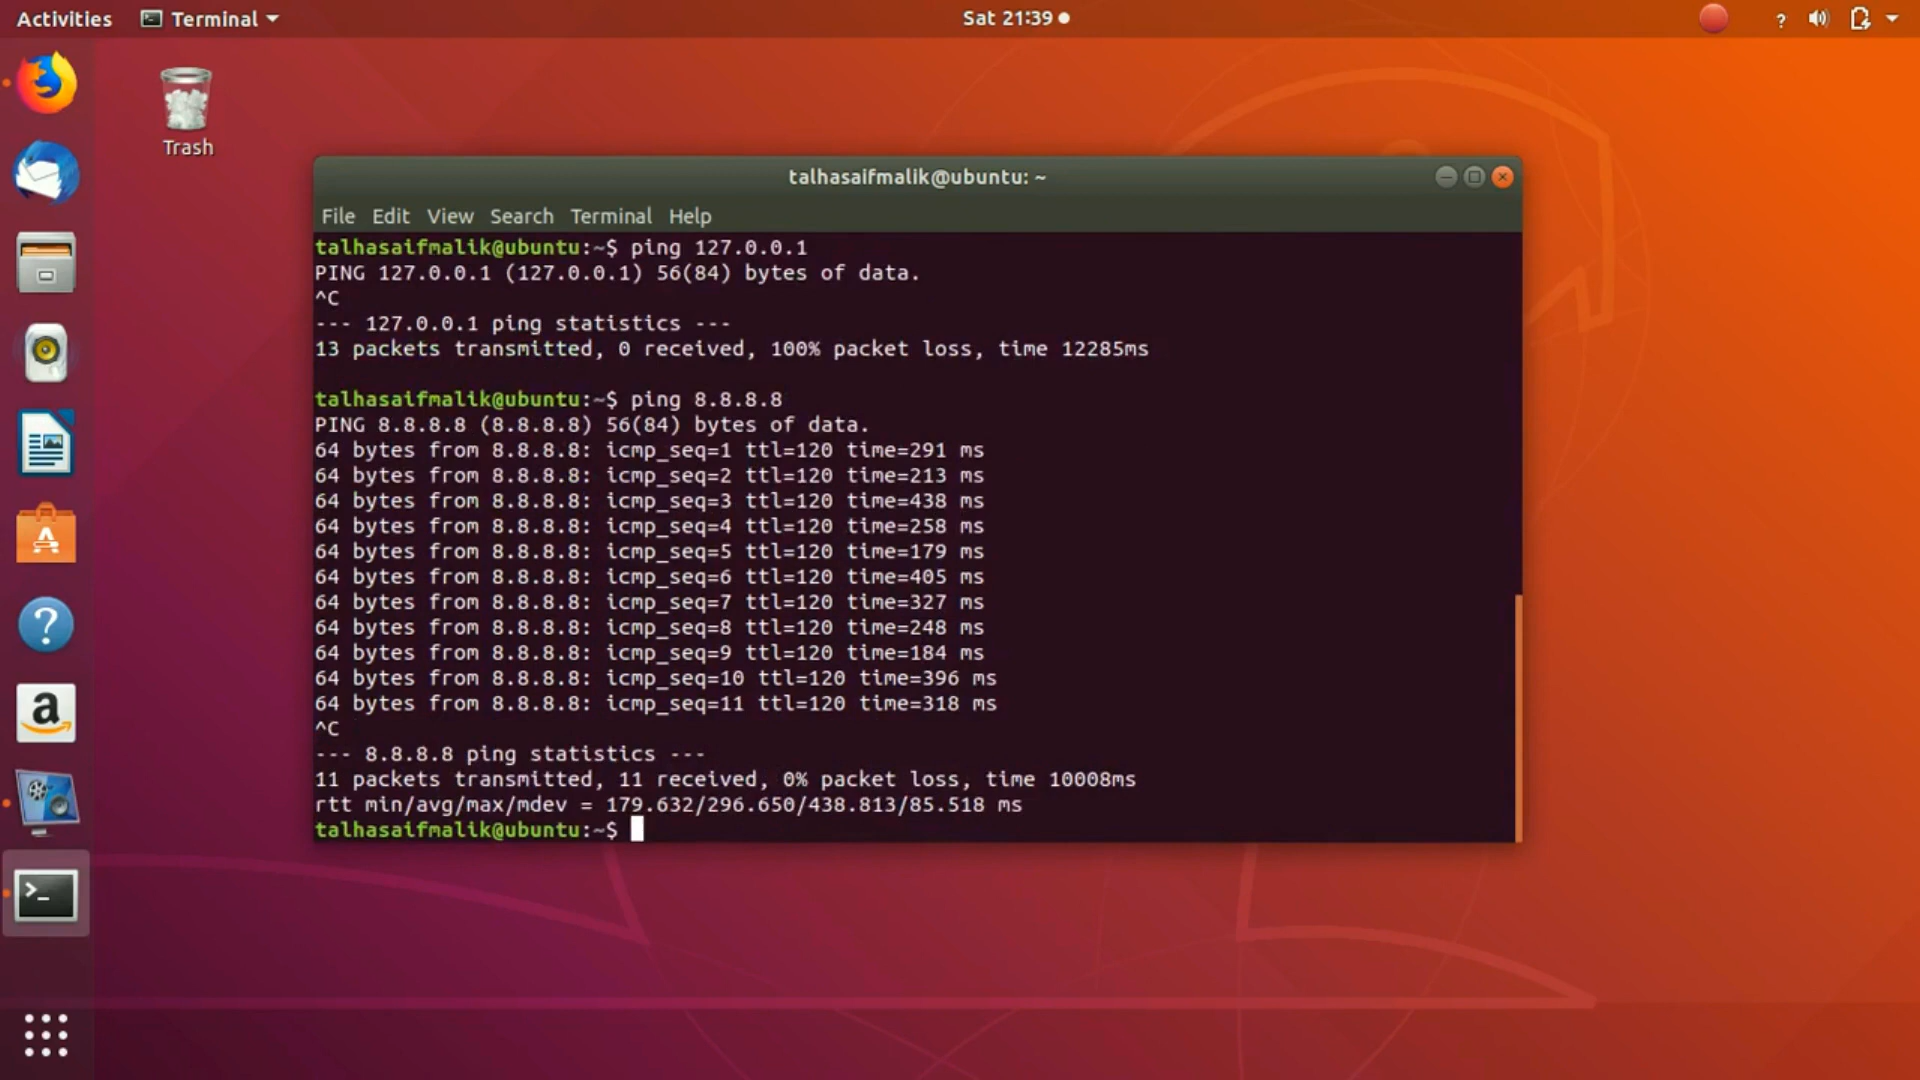 Activities Terminal Sat 21:39 ?
Trash
talhasaifmalik@ubuntu: ~
File Edit View Search Terminal Help
talhasaifmalik@ubuntu:~$ ping 127.0.0.1
PING 127.0.0.1 (127.0.0.1) 56(84) bytes of data.
^C
--- 127.0.0.1 ping statistics ---
13 packets transmitted, 0 received, 100% packet loss, time 12285ms
talhasaifmalik@ubuntu:~$ ping 8.8.8.8
PING 8.8.8.8 (8.8.8.8) 56(84) bytes of data.
64 bytes from 8.8.8.8: icmp_seq=1 ttl=120 time=291 ms
64 bytes from 8.8.8.8: icmp_seq=2 ttl=120 time=213 ms
64 bytes from 8.8.8.8: icmp_seq=3 ttl=120 time=438 ms
64 bytes from 8.8.8.8: icmp_seq=4 ttl=120 time=258 ms
64 bytes from 8.8.8.8: icmp_seq=5 ttl=120 time=179 ms
64 bytes from 8.8.8.8: icmp_seq=6 ttl=120 time=405 ms
64 bytes from 8.8.8.8: icmp_seq=7 ttl=120 time=327 ms
64 bytes from 8.8.8.8: icmp_seq=8 ttl=120 time=248 ms
64 bytes from 8.8.8.8: icmp_seq=9 ttl=120 time=184 ms
64 bytes from 8.8.8.8: icmp_seq=10 ttl=120 time=396 ms
64 bytes from 8.8.8.8: icmp_seq=11 ttl=120 time=318 ms
^C
--- 8.8.8.8 ping statistics ---
11 packets transmitted, 11 received, 0% packet loss, time 10008ms
rtt min/avg/max/mdev = 179.632/296.650/438.813/85.518 ms
talhasaifmalik@ubuntu:~$